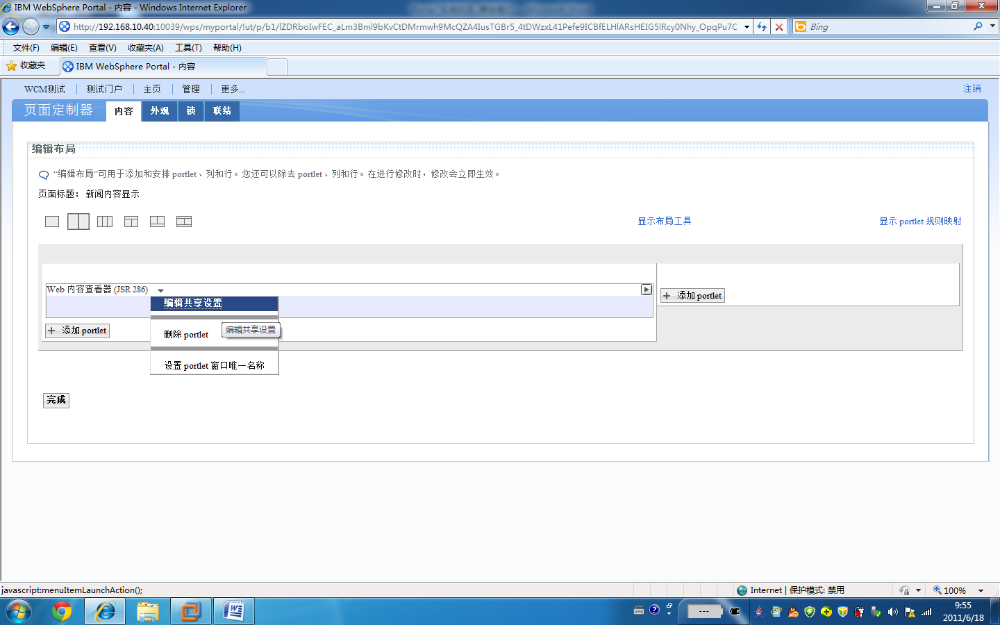 IBM WebSphere Portal - 内容 - Windows Internet Explorer
http://192.168.10.40:10039/wps/myportal/!ut/p/b1/lZDRboIwFEC_aLm3Bml9bKvCtDMrmwh9McQZA4IusTGBr5_4tDWzxL41Pefe9ICBfELHlARsHEIG5lRcy0Nhy_OpqPu7C
Bing
文件(F) 编辑(E) 查看(V) 收藏夹(A) 工具(T) 帮助(H)
收藏夹 IBM WebSphere Portal - 内容
WCM测试 测试门户 主页 管理 更多... 注销
页面定制器 内容 外观 锁 联结
编辑布局
“编辑布局”可用于添加和安排 portlet、列和行。您还可以除去 portlet、列和行。在进行修改时，修改会立即生效。
页面标题： 新闻内容显示
显示布局工具 显示 portlet 规则映射
Web 内容查看器 (JSR 286)
+ 添加 portlet
编辑共享设置
编辑共享设置
+ 添加 portlet
删除 portlet
设置 portlet 窗口唯一名称
完成
javascript:menuItemLaunchAction(); Internet | 保护模式: 禁用 100%
--- 9:55
2011/6/18